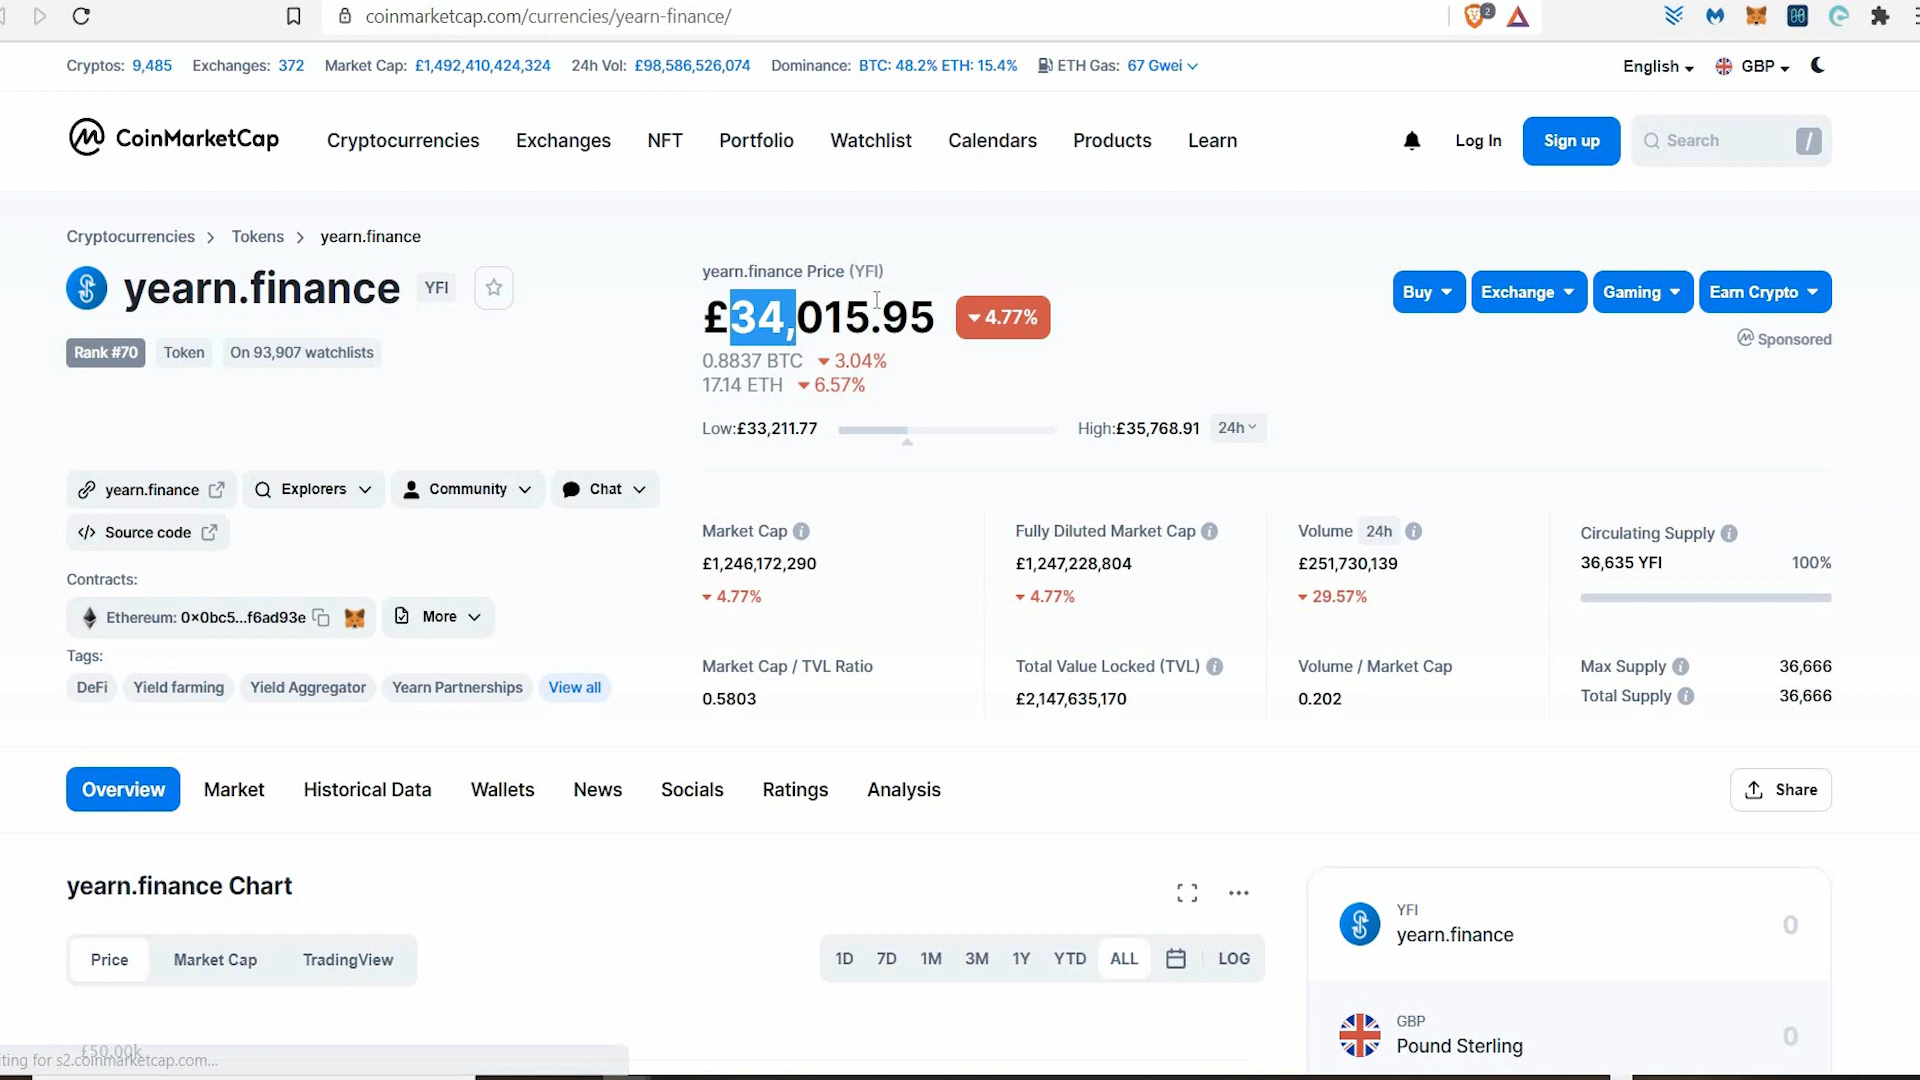 coinmarketcap.com/currencies/yearn-finance/
2
Cryptos: 9,485 Exchanges: 372 Market Cap: £1,492,410,424,324 24h Vol: £98,586,526,074 Dominance: BTC: 48.2% ETH: 15.4% ETH Gas: 67 Gwei
English GBP
CoinMarketCap Cryptocurrencies Exchanges NFT Portfolio Watchlist Calendars Products Learn Log In Sign up Search /
Cryptocurrencies > Tokens > yearn.finance
yearn.finance YFI
Rank #70 Token On 93,907 watchlists
yearn.finance Price (YFI)
£34,015.95 4.77%
0.8837 BTC 3.04%
17.14 ETH 6.57%
Low:£33,211.77 High:£35,768.91 24h
Buy Exchange Gaming Earn Crypto
Sponsored
yearn.finance Explorers Community Chat
Source code
Contracts:
Ethereum: 0x0bc5...f6ad93e More
Tags:
DeFi Yield farming Yield Aggregator Yearn Partnerships View all
Market Cap
£1,246,172,290
4.77%
Fully Diluted Market Cap
£1,247,228,804
4.77%
Volume 24h
£251,730,139
29.57%
Circulating Supply
36,635 YFI 100%
Market Cap / TVL Ratio
0.5803
Total Value Locked (TVL)
£2,147,635,170
Volume / Market Cap
0.202
Max Supply 36,666
Total Supply 36,666
Overview Market Historical Data Wallets News Socials Ratings Analysis Share
yearn.finance Chart
Price Market Cap TradingView
1D 7D 1M 3M 1Y YTD ALL LOG
£50.00k
iting for s2.coinmarketcap.com...
YFI
yearn.finance 0
GBP
Pound Sterling 0